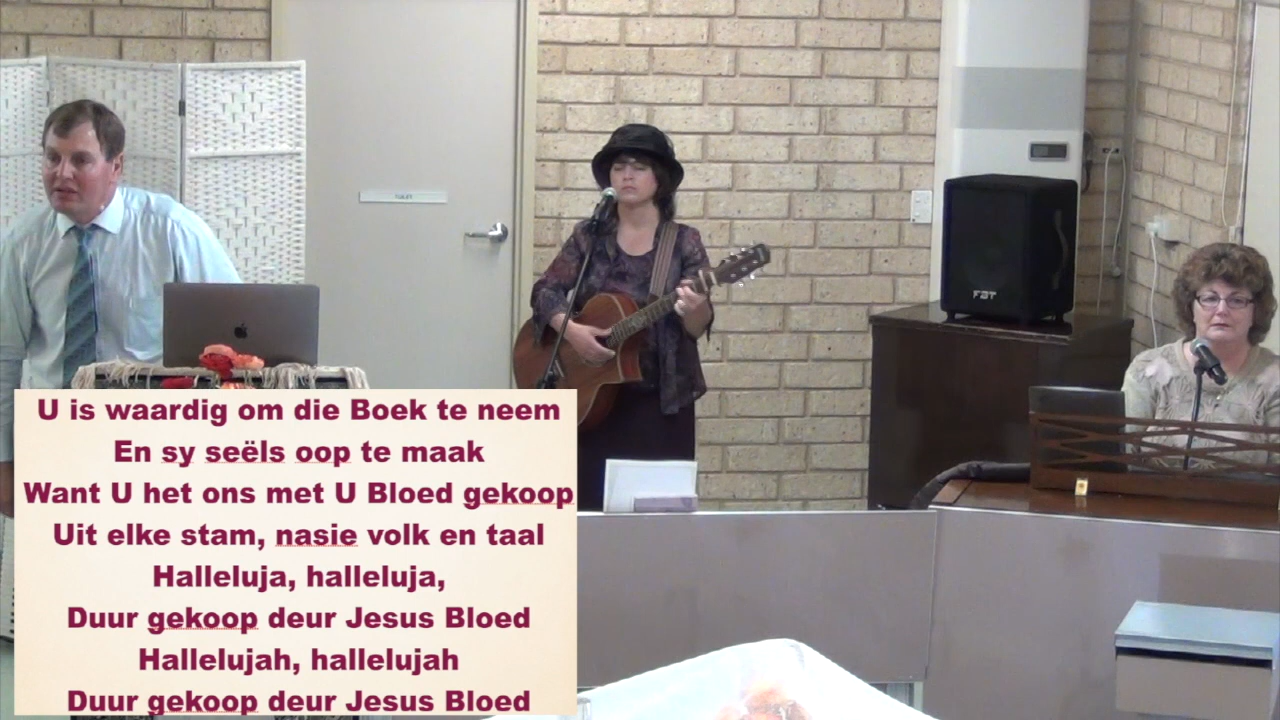 FBT
U is waardig om die Boek te neem
En sy seëls oop te maak
Want U het ons met U Bloed gekoop
Uit elke stam, nasie volk en taal
Halleluja, halleluja,
Duur gekoop deur Jesus Bloed
Hallelujah, hallelujah
Duur gekoop deur Jesus Bloed